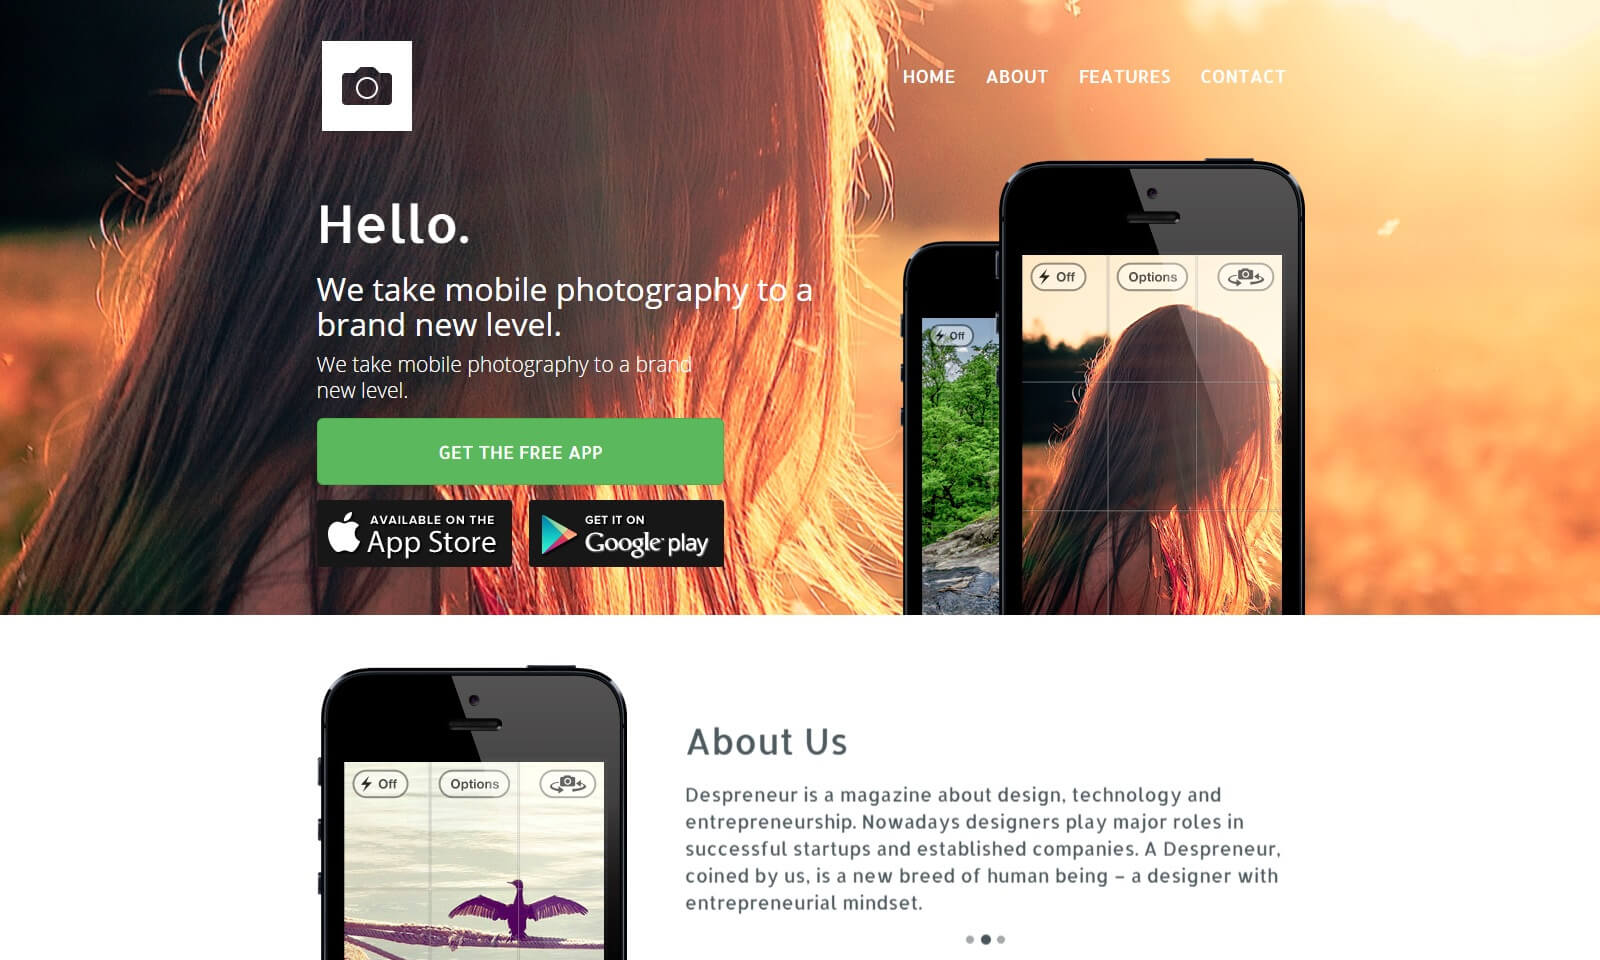 HOME ABOUT FEATURES CONTACT
Hello.
We take mobile photography to a
brand new level.
We take mobile photography to a brand
new level.
GET THE FREE APP
AVAILABLE ON THE
App Store
GET IT ON
Google play
Off
Off Options
About Us
Despreneur is a magazine about design, technology and
entrepreneurship. Nowadays designers play major roles in
successful startups and established companies. A Despreneur,
coined by us, is a new breed of human being – a designer with
entrepreneurial mindset.
Off Options